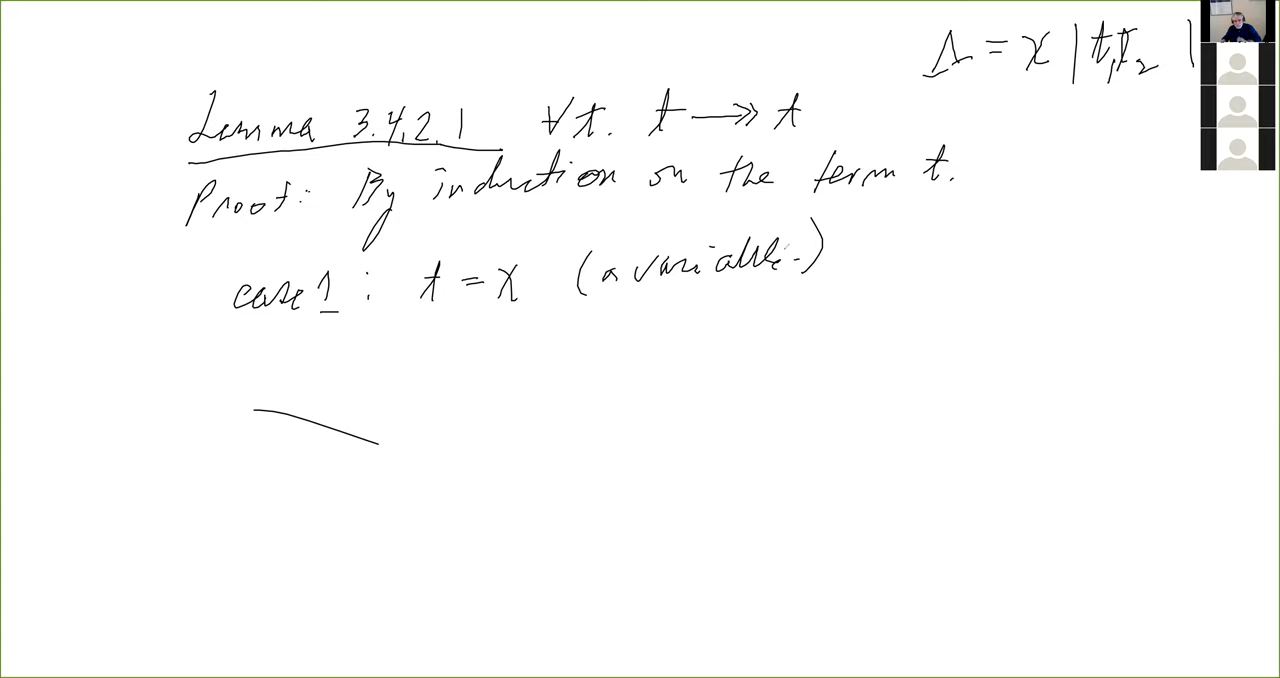 Λ = x | t₁t₂ |
Lemma 3.4.2.1 ∀t. t ↠ t
Proof: By induction on the term t.
case 1 : t = x (a variable.)